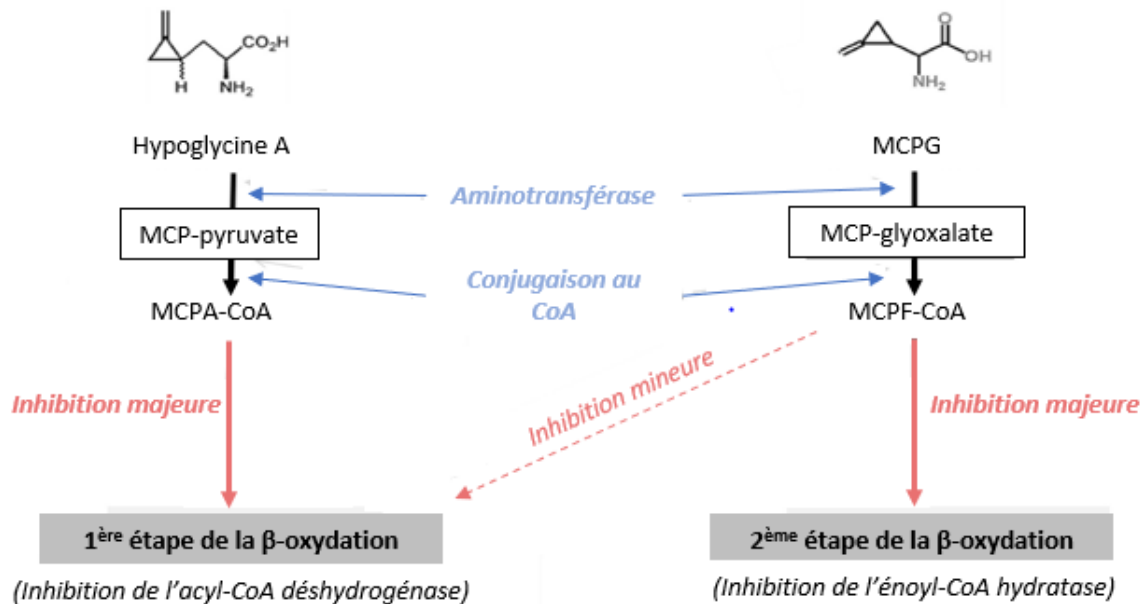 CO₂H
H
NH₂
O
OH
NH₂
Hypoglycine A
MCPG
Aminotransférase
MCP-pyruvate
MCP-glyoxalate
Conjugaison au
CoA
MCPA-CoA
MCPF-CoA
Inhibition majeure
Inhibition mineure
Inhibition majeure
1ère étape de la β-oxydation
2ème étape de la β-oxydation
(Inhibition de l’acyl-CoA déshydrogénase)
(Inhibition de l’énoyl-CoA hydratase)